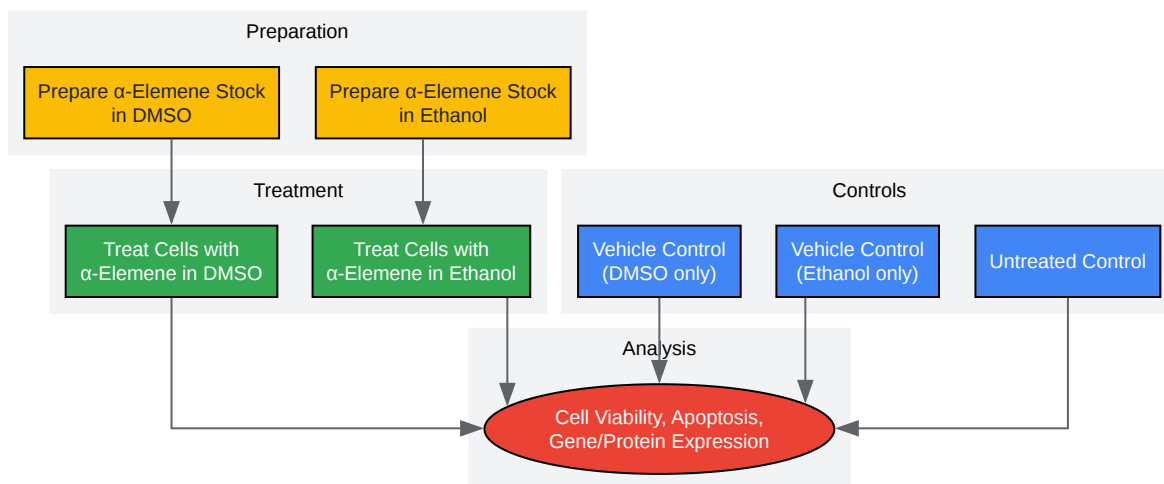 Preparation
Prepare α-Elemene Stock
in DMSO
Prepare α-Elemene Stock
in Ethanol
Treatment
Treat Cells with
α-Elemene in DMSO
Treat Cells with
α-Elemene in Ethanol
Controls
Vehicle Control
(DMSO only)
Vehicle Control
(Ethanol only)
Untreated Control
Analysis
Cell Viability, Apoptosis,
Gene/Protein Expression